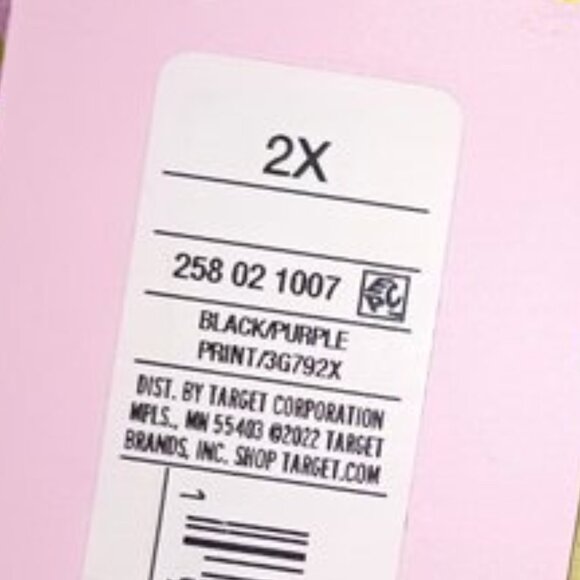 2X
258 02 1007
BLACK/PURPLE
PRINT/3G792X
DIST. BY TARGET CORPORATION
MPLS., MN 55403 ©2022 TARGET
BRANDS, INC. SHOP TARGET.COM
1